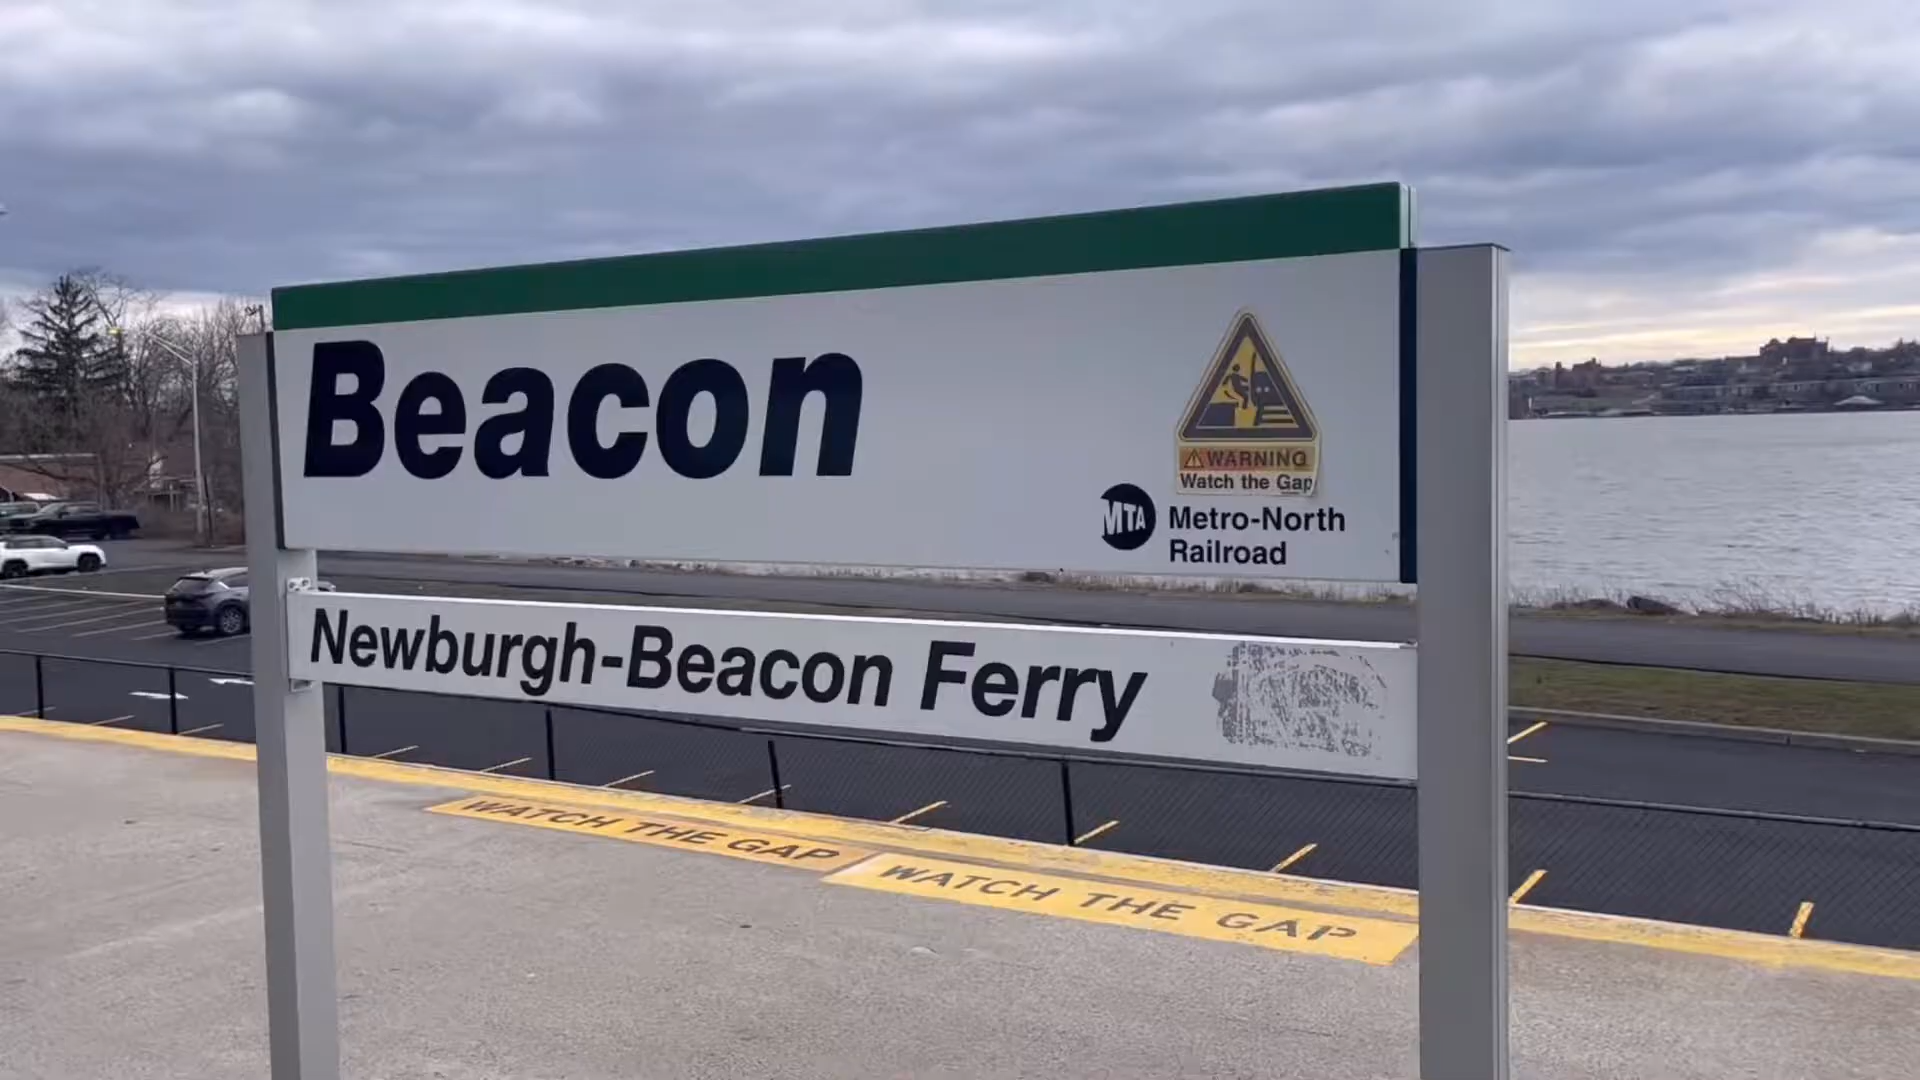 Beacon
WARNING
Watch the Gap
MTA
Metro-North
Railroad
Newburgh-Beacon Ferry
WATCH THE GAP
WATCH THE GAP